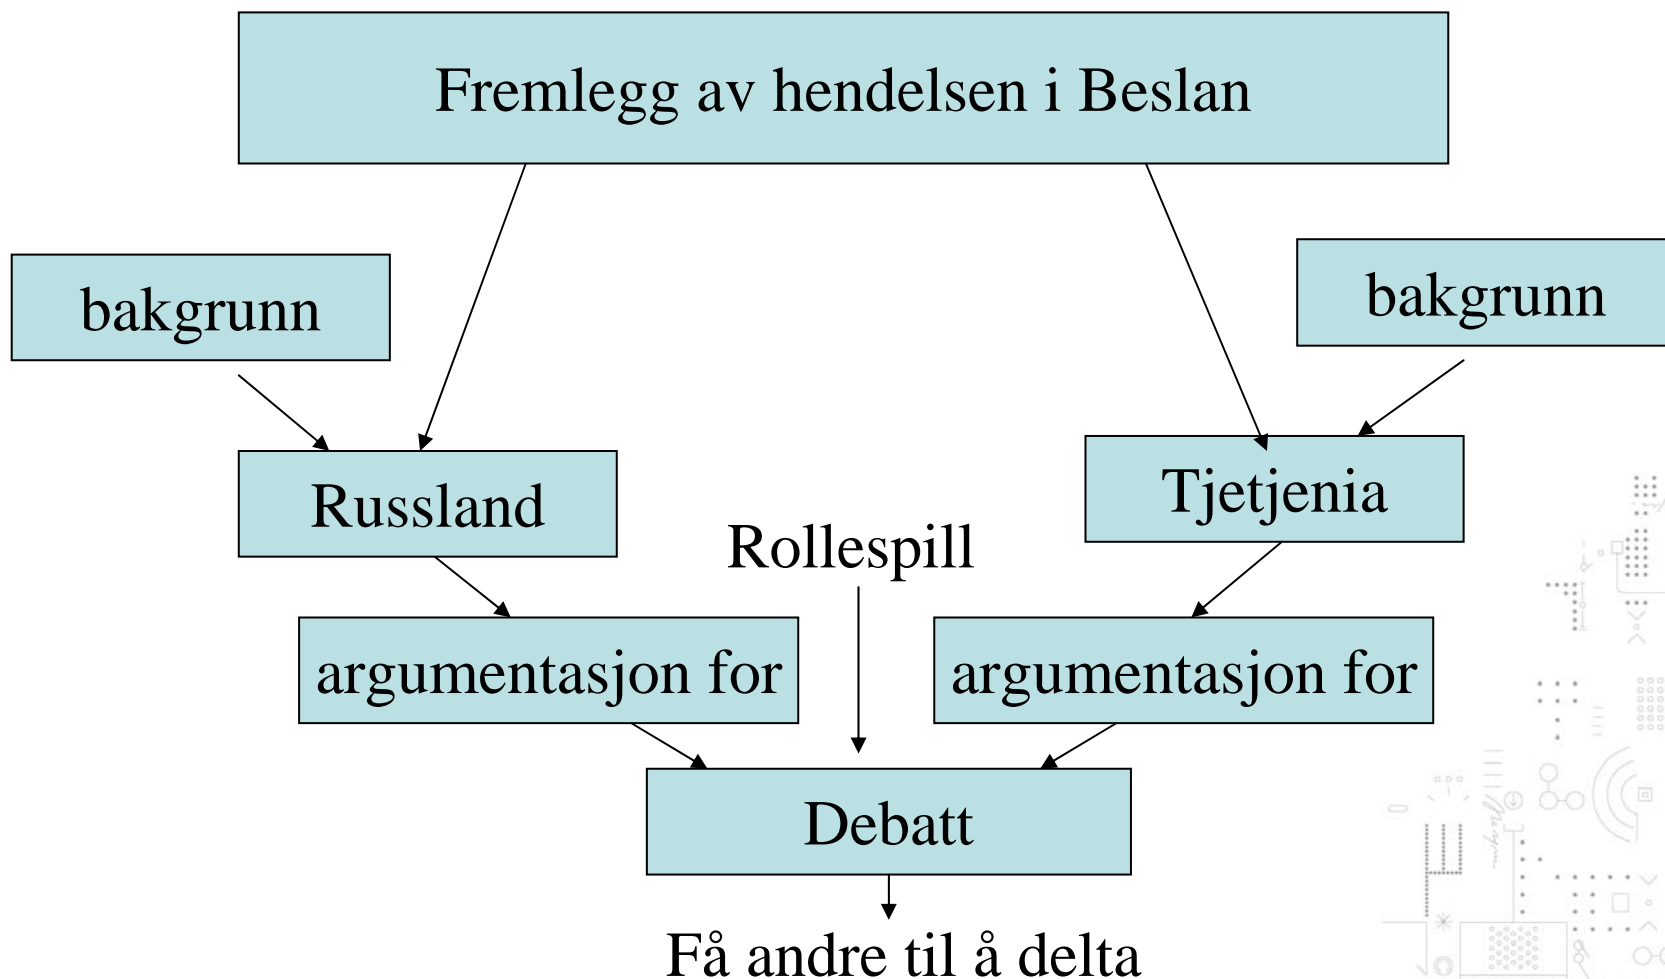 Fremlegg av hendelsen i Beslan
bakgrunn
bakgrunn
Russland
Tjetjenia
Rollespill
argumentasjon for
argumentasjon for
Debatt
Få andre til å delta